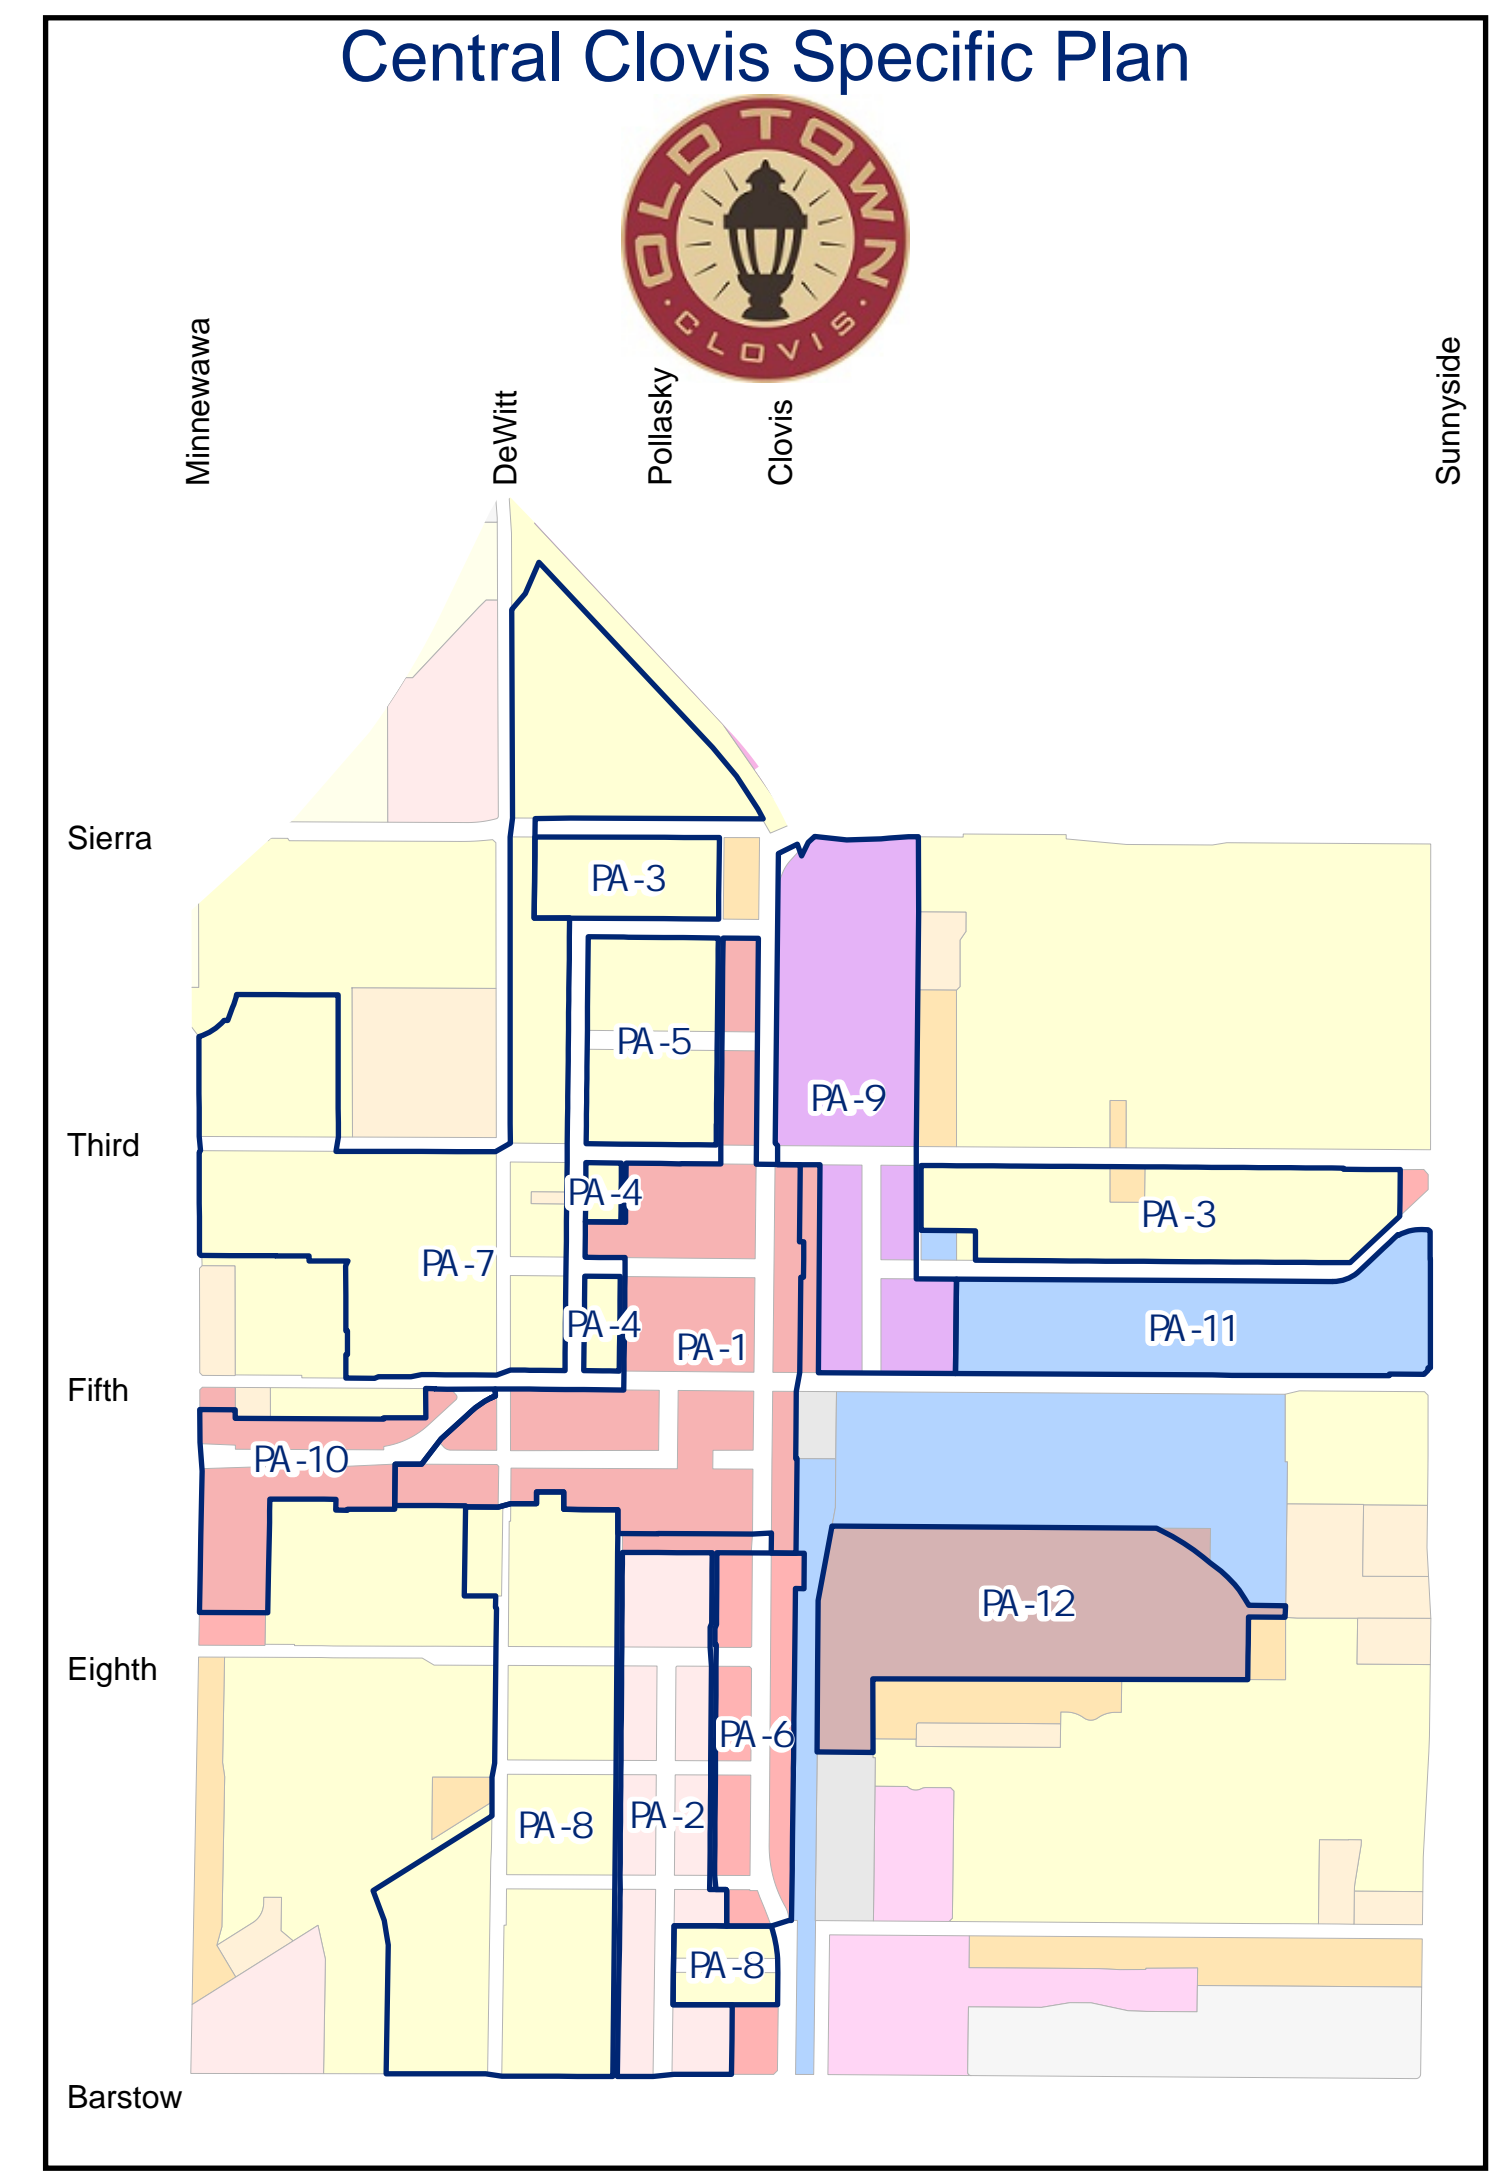 Central Clovis Specific Plan
OLD TOWN
· CLOVIS ·
Minnewawa
DeWitt
Pollasky
Clovis
Sunnyside
Sierra
PA-3
PA-5
PA-9
Third
PA-4
PA-3
PA-7
PA-4
PA-11
PA-1
Fifth
PA-10
PA-12
Eighth
PA-6
PA-2
PA-8
PA-8
Barstow